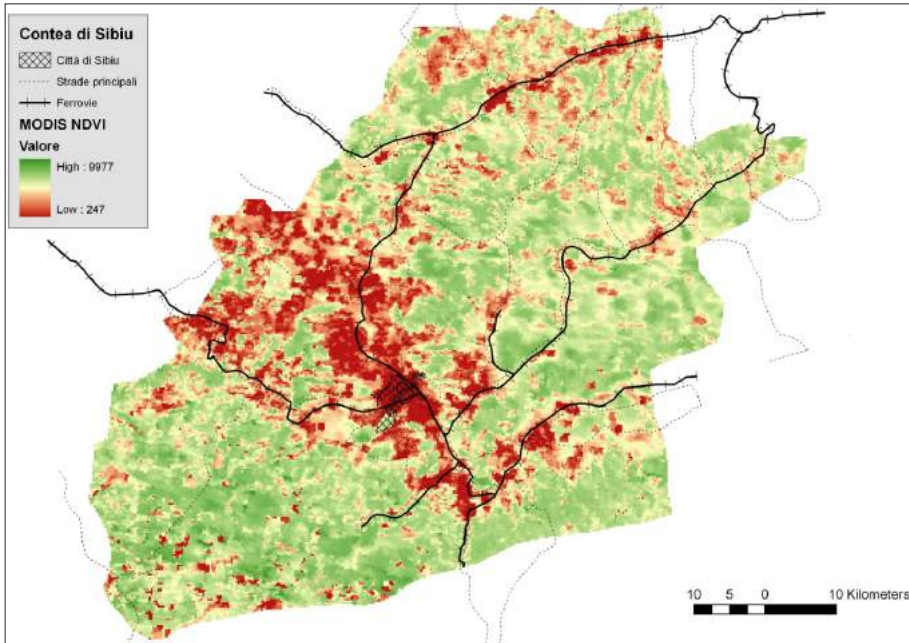 Contea di Sibiu
Città di Sibiu
Strade principali
Ferrovie
MODIS NDVI
Valore
High : 9977
Low : 247
10 5 0 10 Kilometers